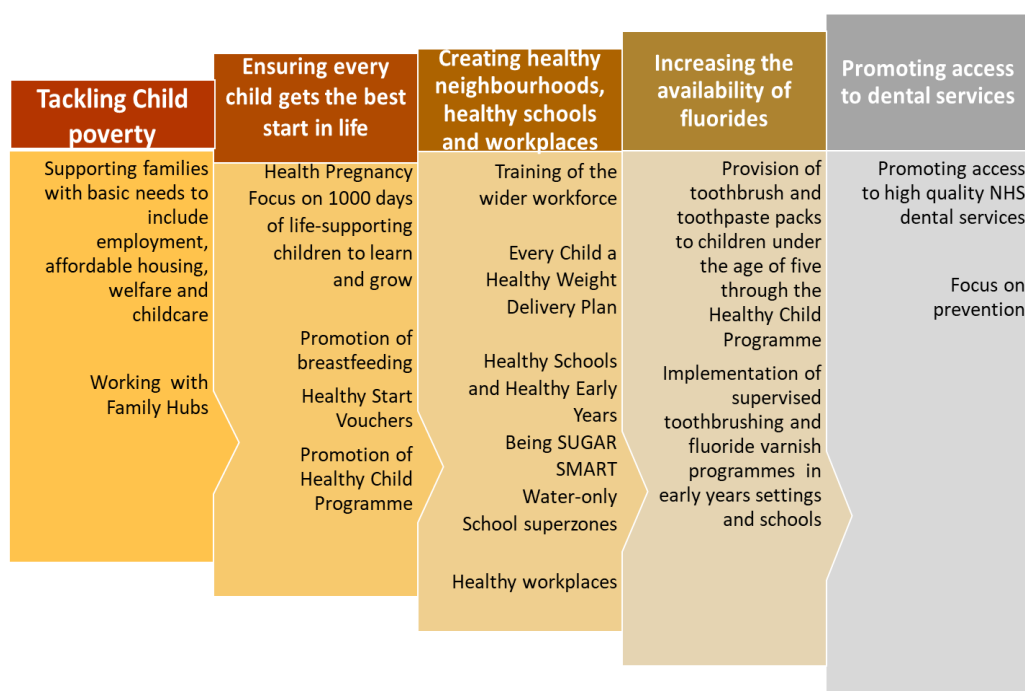 Tackling Child
poverty
Supporting families
with basic needs to
include
employment,
affordable housing,
welfare and
childcare
Working with
Family Hubs
Ensuring every
child gets the best
start in life
Health Pregnancy
Focus on 1000 days
of life-supporting
children to learn
and grow
Promotion of
breastfeeding
Healthy Start
Vouchers
Promotion of
Healthy Child
Programme
Creating healthy
neighbourhoods,
healthy schools
and workplaces
Training of the
wider workforce
Every Child a
Healthy Weight
Delivery Plan
Healthy Schools
and Healthy Early
Years
Being SUGAR
SMART
Water-only
School superzones
Healthy workplaces
Increasing the
availability of
fluorides
Provision of
toothbrush and
toothpaste packs
to children under
the age of five
through the
Healthy Child
Programme
Implementation of
supervised
toothbrushing and
fluoride varnish
programmes in
early years settings
and schools
Promoting access
to dental services
Promoting access
to high quality NHS
dental services
Focus on
prevention